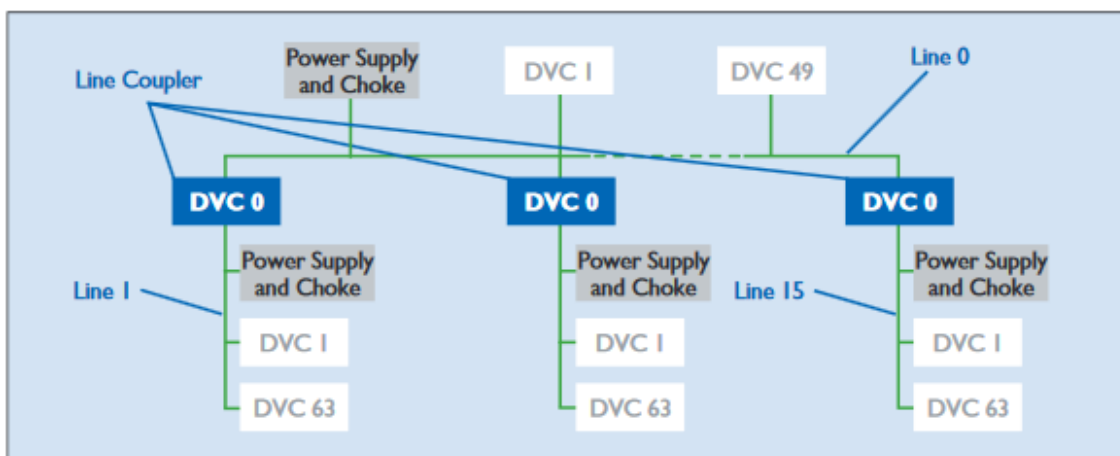 Power Supply
and Choke
DVC 1
DVC 49
Line 0
Line Coupler
DVC 0
DVC 0
DVC 0
Power Supply
and Choke
Power Supply
and Choke
Power Supply
and Choke
Line 1
Line 15
DVC 1
DVC 1
DVC 1
DVC 63
DVC 63
DVC 63